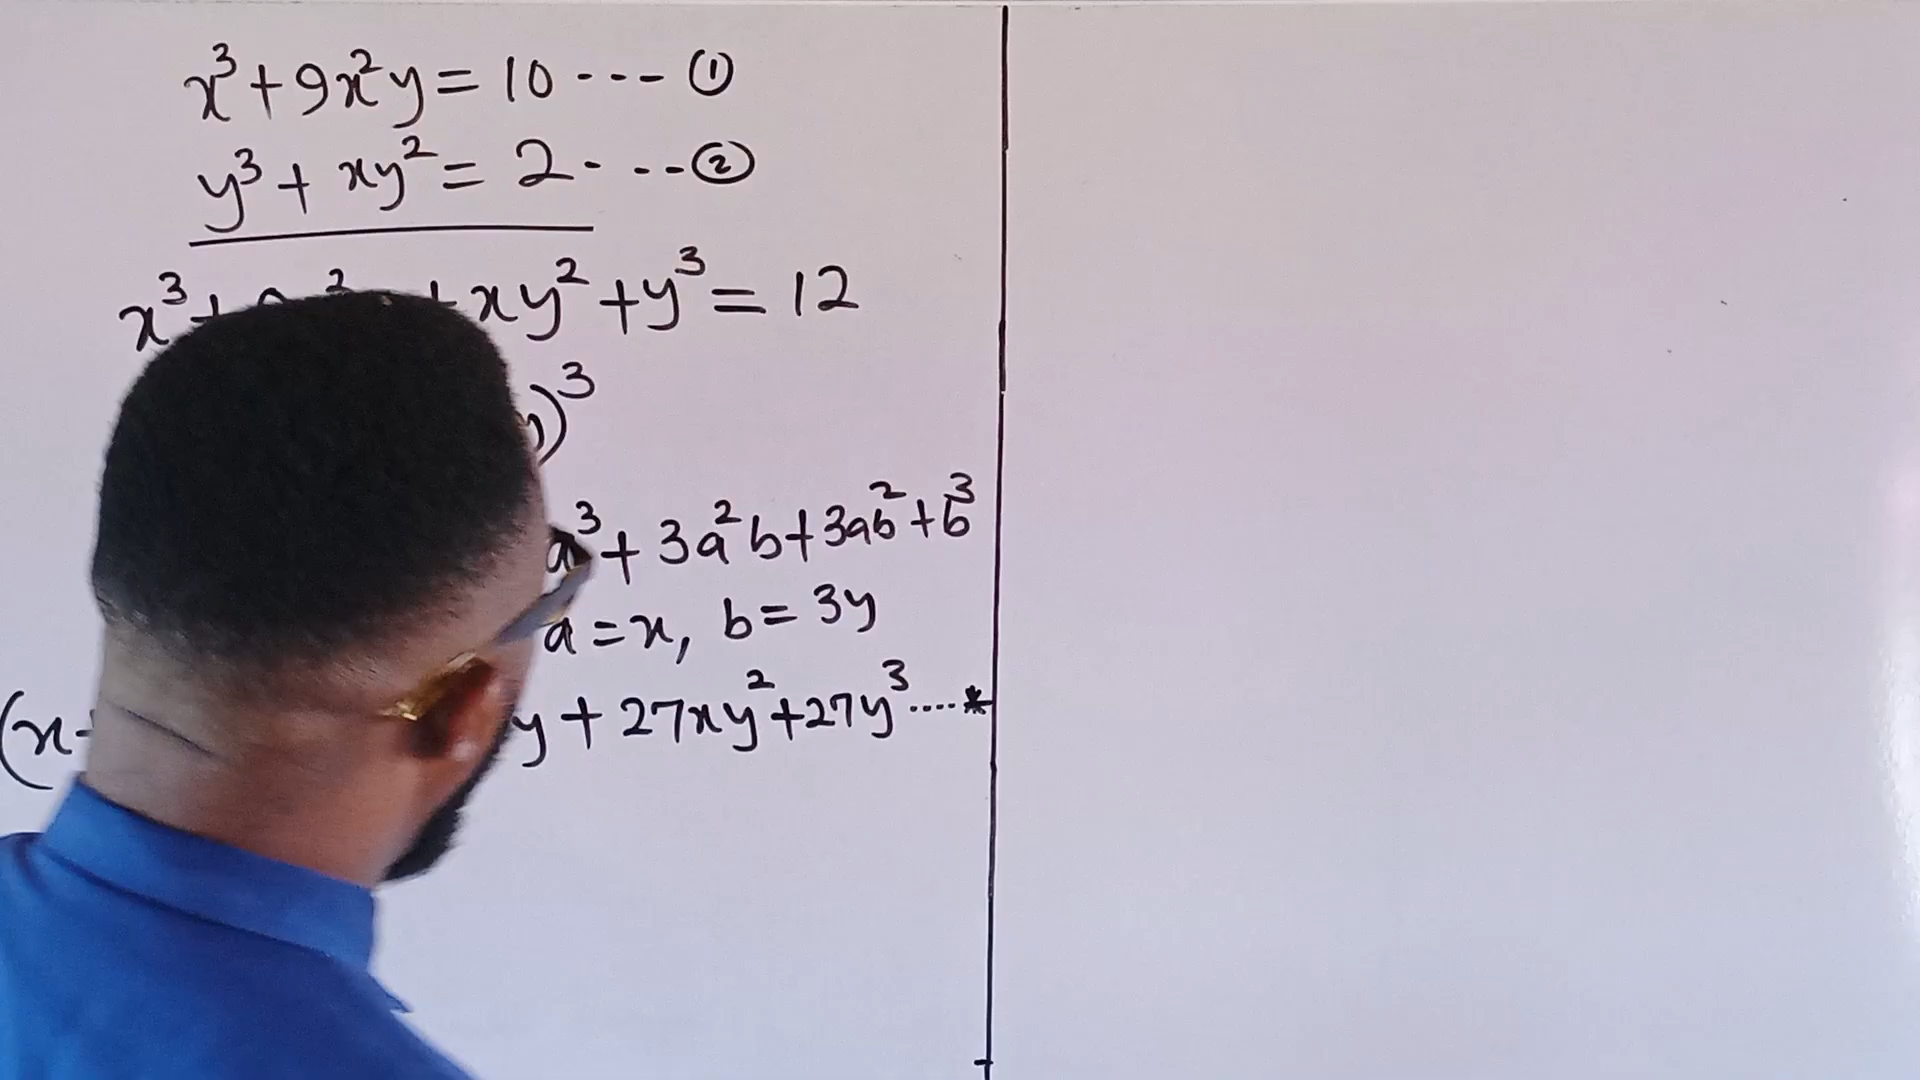 x³+9x²y=10 --- ①
y³+xy²=2 - --②
x³+ +xy²+y³=12
)³
a³+3a²b+3ab²+b³
a=x, b=3y
(x+ y+27xy²+27y³....*